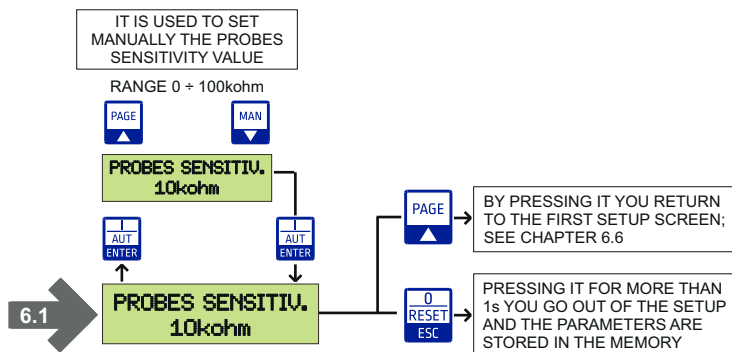 IT IS USED TO SET
MANUALLY THE PROBES
SENSITIVITY VALUE
RANGE 0 ÷ 100kohm
PAGE
MAN
PROBES SENSITIV.
10kohm
I
AUT
ENTER
I
AUT
ENTER
PAGE
BY PRESSING IT YOU RETURN
TO THE FIRST SETUP SCREEN;
SEE CHAPTER 6.6
6.1
PROBES SENSITIV.
10kohm
0
RESET
ESC
PRESSING IT FOR MORE THAN
1s YOU GO OUT OF THE SETUP
AND THE PARAMETERS ARE
STORED IN THE MEMORY